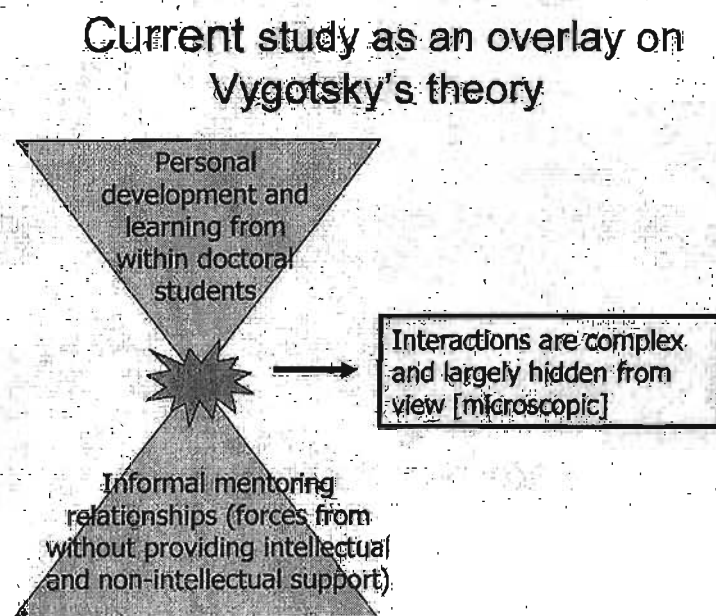 Current study as an overlay on
Vygotsky's theory
Personal
development and
learning from
within doctoral
students
Interactions are complex
and largely hidden from
view [microscopic]
Informal mentoring
relationships (forces from
without providing intellectual
and non-intellectual support)